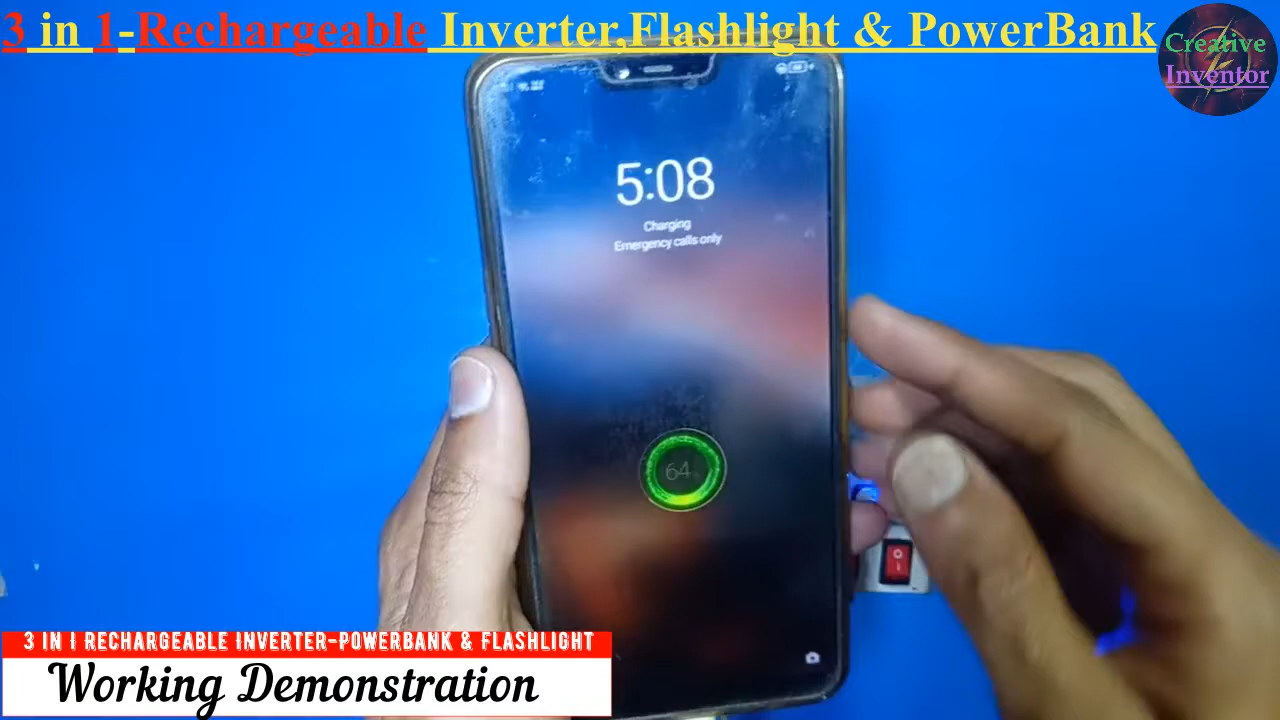 3 in 1-Rechargeable Inverter,Flashlight & PowerBank
Creative
Inventor
5:08
Charging
Emergency calls only
64
3 IN 1 RECHARGEABLE INVERTER-POWERBANK & FLASHLIGHT
Working Demonstration